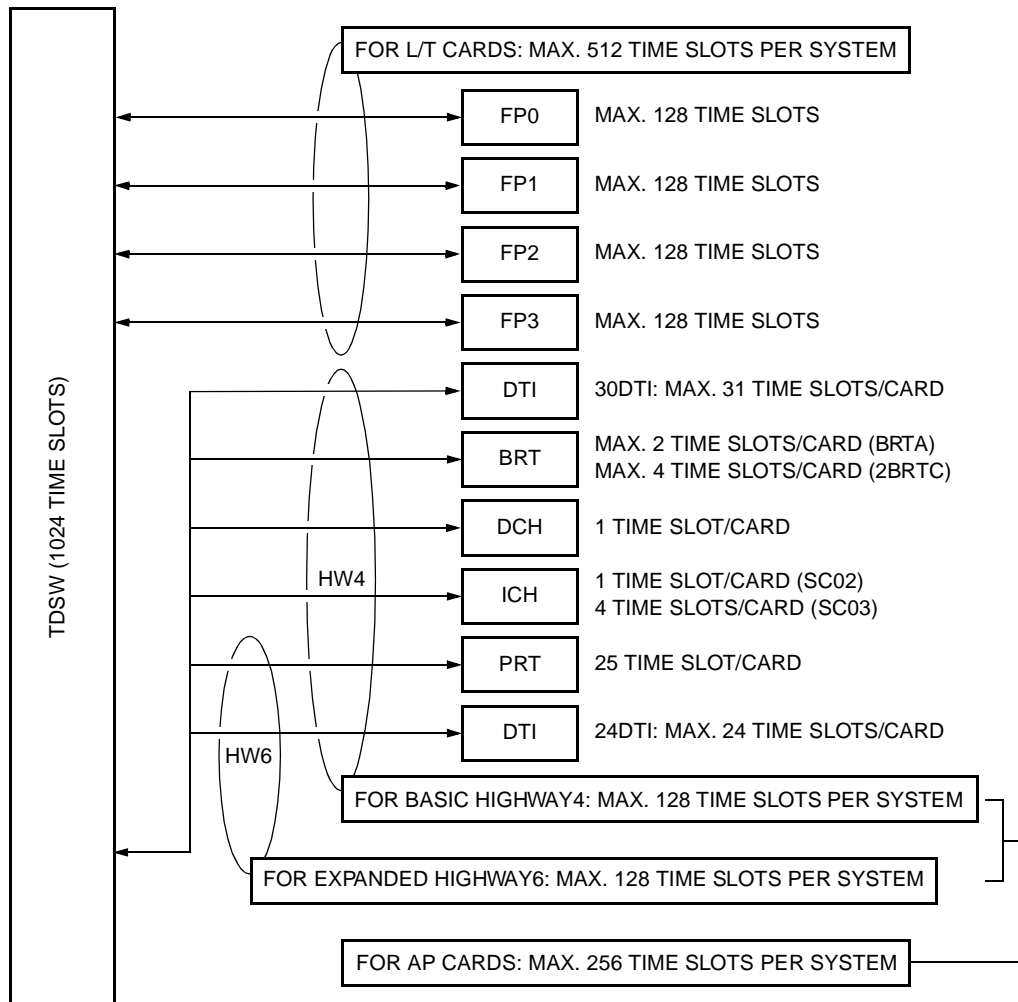 FOR L/T CARDS: MAX. 512 TIME SLOTS PER SYSTEM
FP0 MAX. 128 TIME SLOTS
FP1 MAX. 128 TIME SLOTS
FP2 MAX. 128 TIME SLOTS
FP3 MAX. 128 TIME SLOTS
TDSW (1024 TIME SLOTS)
DTI 30DTI: MAX. 31 TIME SLOTS/CARD
BRT MAX. 2 TIME SLOTS/CARD (BRTA)
MAX. 4 TIME SLOTS/CARD (2BRTC)
DCH 1 TIME SLOT/CARD
HW4
ICH 1 TIME SLOT/CARD (SC02)
4 TIME SLOTS/CARD (SC03)
PRT 25 TIME SLOT/CARD
DTI 24DTI: MAX. 24 TIME SLOTS/CARD
HW6
FOR BASIC HIGHWAY4: MAX. 128 TIME SLOTS PER SYSTEM
FOR EXPANDED HIGHWAY6: MAX. 128 TIME SLOTS PER SYSTEM
FOR AP CARDS: MAX. 256 TIME SLOTS PER SYSTEM